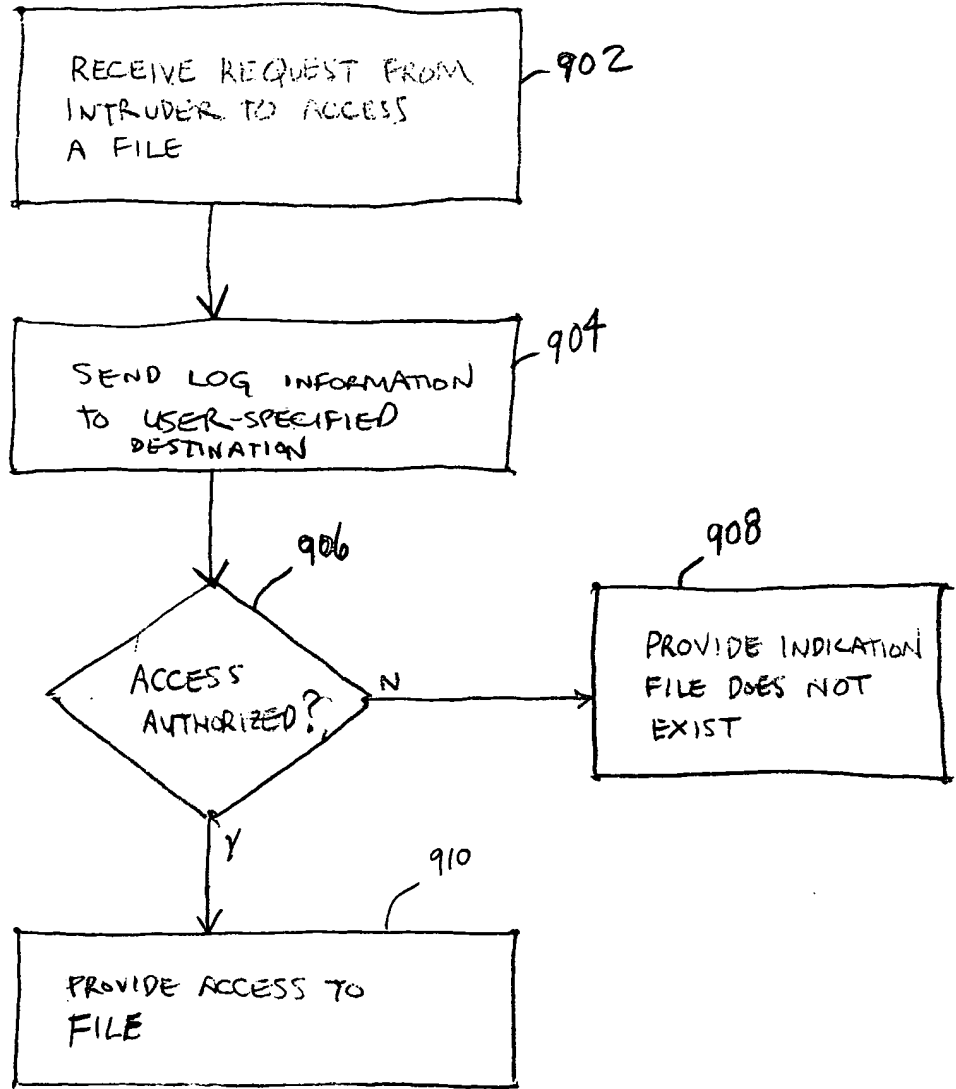 RECEIVE REQUEST FROM
INTRUDER TO ACCESS
A FILE
902
SEND LOG INFORMATION
TO USER-SPECIFIED
DESTINATION
904
906
ACCESS
AUTHORIZED?
N
908
PROVIDE INDICATION
FILE DOES NOT
EXIST
Y
910
PROVIDE ACCESS TO
FILE